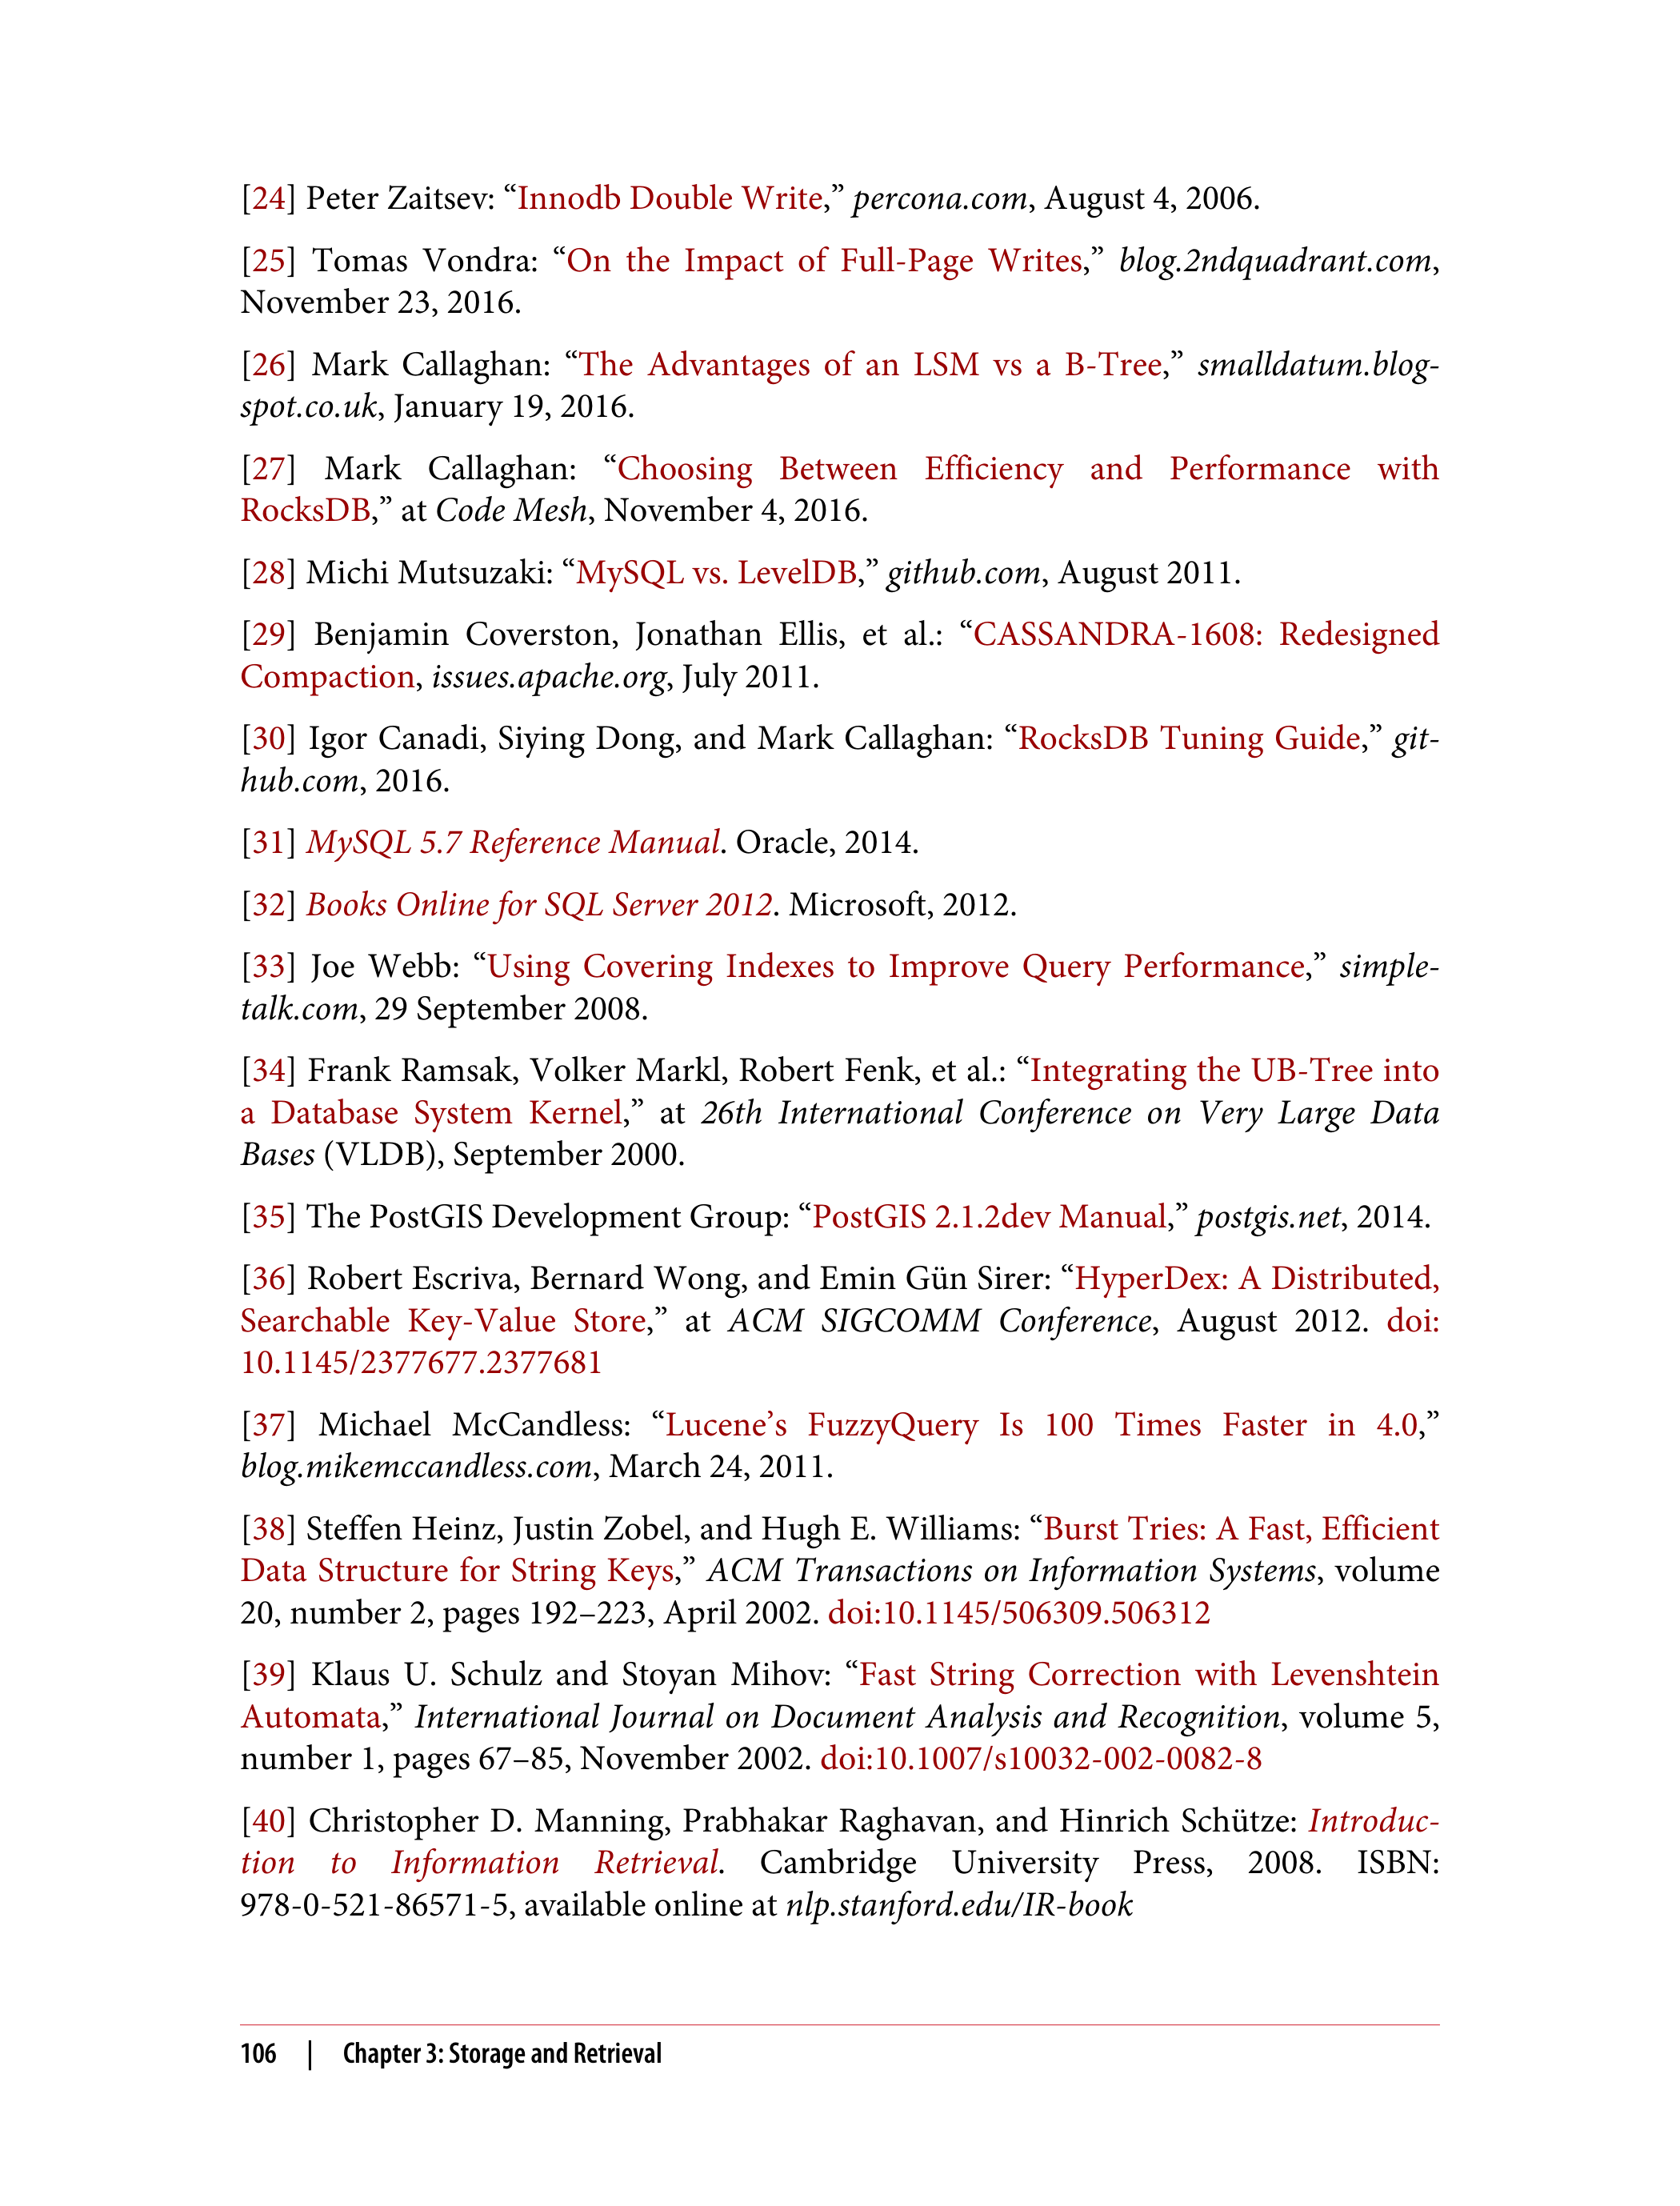 [24] Peter Zaitsev: “Innodb Double Write,” percona.com, August 4, 2006.
[25] Tomas Vondra: “On the Impact of Full-Page Writes,” blog.2ndquadrant.com,
November 23, 2016.
[26] Mark Callaghan: “The Advantages of an LSM vs a B-Tree,” smalldatum.blog-
spot.co.uk, January 19, 2016.
[27] Mark Callaghan: “Choosing Between Efficiency and Performance with
RocksDB,” at Code Mesh, November 4, 2016.
[28] Michi Mutsuzaki: “MySQL vs. LevelDB,” github.com, August 2011.
[29] Benjamin Coverston, Jonathan Ellis, et al.: “CASSANDRA-1608: Redesigned
Compaction, issues.apache.org, July 2011.
[30] Igor Canadi, Siying Dong, and Mark Callaghan: “RocksDB Tuning Guide,” git-
hub.com, 2016.
[31] MySQL 5.7 Reference Manual. Oracle, 2014.
[32] Books Online for SQL Server 2012. Microsoft, 2012.
[33] Joe Webb: “Using Covering Indexes to Improve Query Performance,” simple-
talk.com, 29 September 2008.
[34] Frank Ramsak, Volker Markl, Robert Fenk, et al.: “Integrating the UB-Tree into
a Database System Kernel,” at 26th International Conference on Very Large Data
Bases (VLDB), September 2000.
[35] The PostGIS Development Group: “PostGIS 2.1.2dev Manual,” postgis.net, 2014.
[36] Robert Escriva, Bernard Wong, and Emin Gün Sirer: “HyperDex: A Distributed,
Searchable Key-Value Store,” at ACM SIGCOMM Conference, August 2012. doi:
10.1145/2377677.2377681
[37] Michael McCandless: “Lucene’s FuzzyQuery Is 100 Times Faster in 4.0,”
blog.mikemccandless.com, March 24, 2011.
[38] Steffen Heinz, Justin Zobel, and Hugh E. Williams: “Burst Tries: A Fast, Efficient
Data Structure for String Keys,” ACM Transactions on Information Systems, volume
20, number 2, pages 192–223, April 2002. doi:10.1145/506309.506312
[39] Klaus U. Schulz and Stoyan Mihov: “Fast String Correction with Levenshtein
Automata,” International Journal on Document Analysis and Recognition, volume 5,
number 1, pages 67–85, November 2002. doi:10.1007/s10032-002-0082-8
[40] Christopher D. Manning, Prabhakar Raghavan, and Hinrich Schütze: Introduc-
tion to Information Retrieval. Cambridge University Press, 2008. ISBN:
978-0-521-86571-5, available online at nlp.stanford.edu/IR-book
106 | Chapter 3: Storage and Retrieval